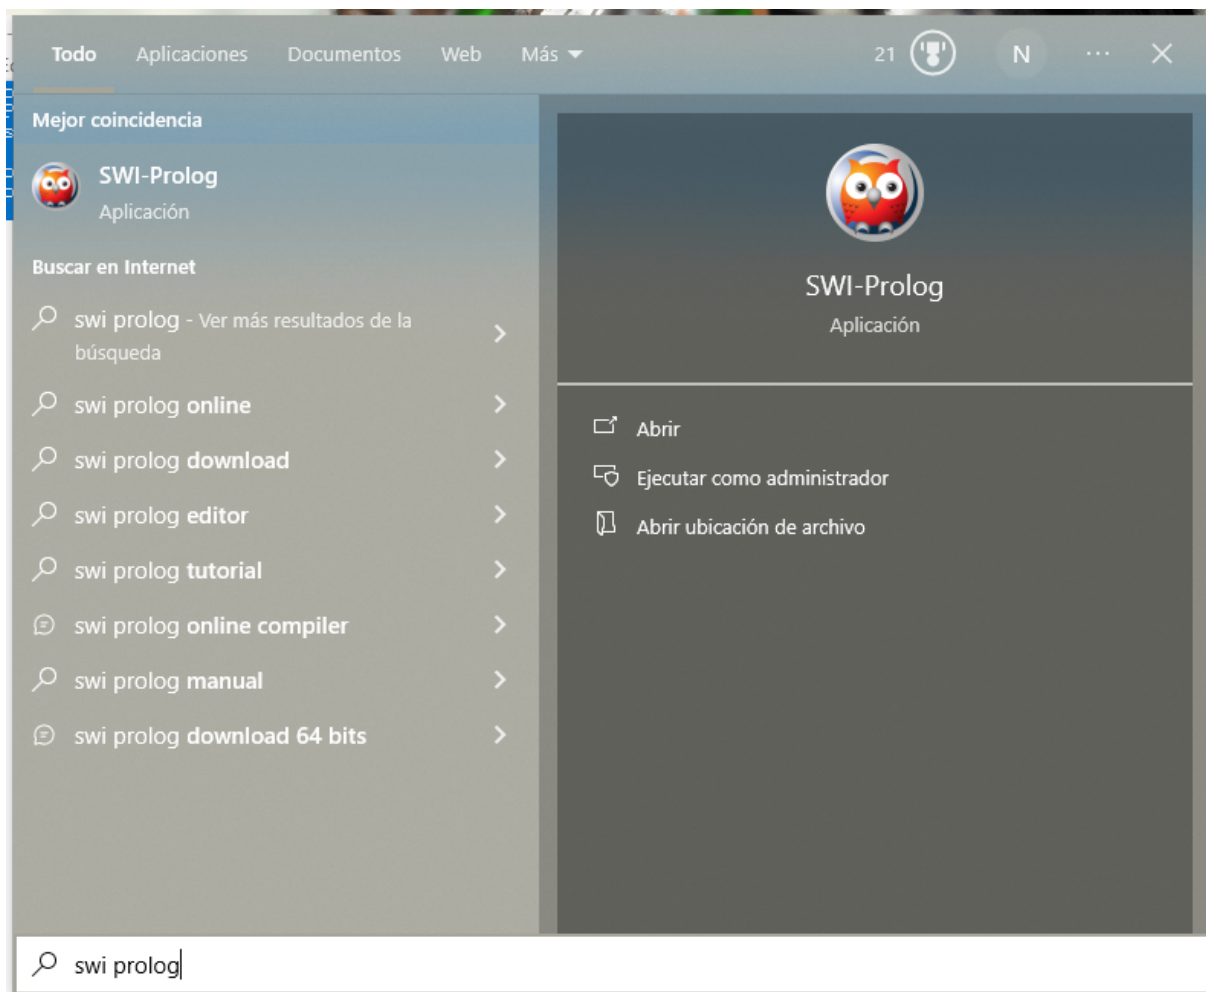 Todo Aplicaciones Documentos Web Más 21 N ...
Mejor coincidencia
SWI-Prolog
Aplicación
Buscar en Internet
swi prolog - Ver más resultados de la
búsqueda
swi prolog online
swi prolog download
swi prolog editor
swi prolog tutorial
swi prolog online compiler
swi prolog manual
swi prolog download 64 bits
SWI-Prolog
Aplicación
Abrir
Ejecutar como administrador
Abrir ubicación de archivo
swi prolog